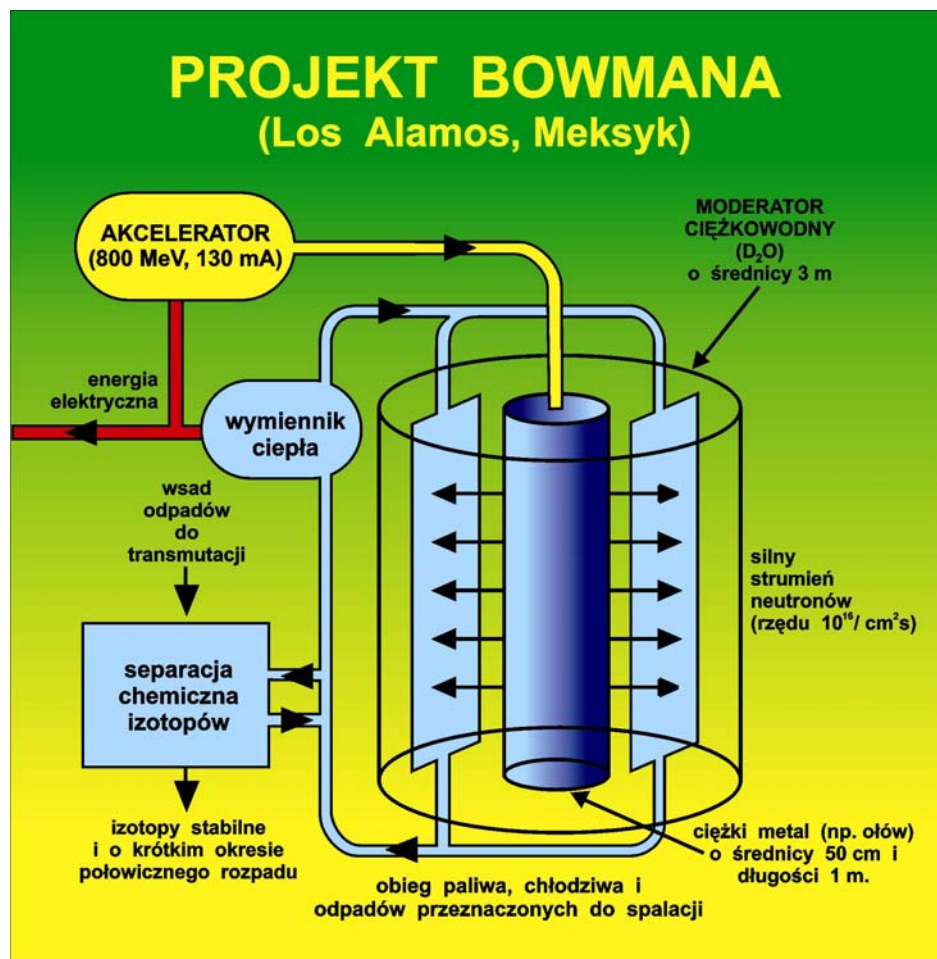 PROJEKT BOWMANA
(Los Alamos, Meksyk)
AKCELERATOR
(800 MeV, 130 mA)
MODERATOR
CIĘŻKOWODNY
(D₂O)
o średnicy 3 m
energia
elektryczna
wymiennik
ciepła
wsad
odpadów
do
transmutacji
silny
strumień
neutronów
(rzędu 10¹⁶/ cm²s)
separacja
chemiczna
izotopów
izotopy stabilne
i o krótkim okresie
połowicznego rozpadu
ciężki metal (np. ołów)
o średnicy 50 cm i
długości 1 m.
obieg paliwa, chłodziwa i
odpadów przeznaczonych do spalacji